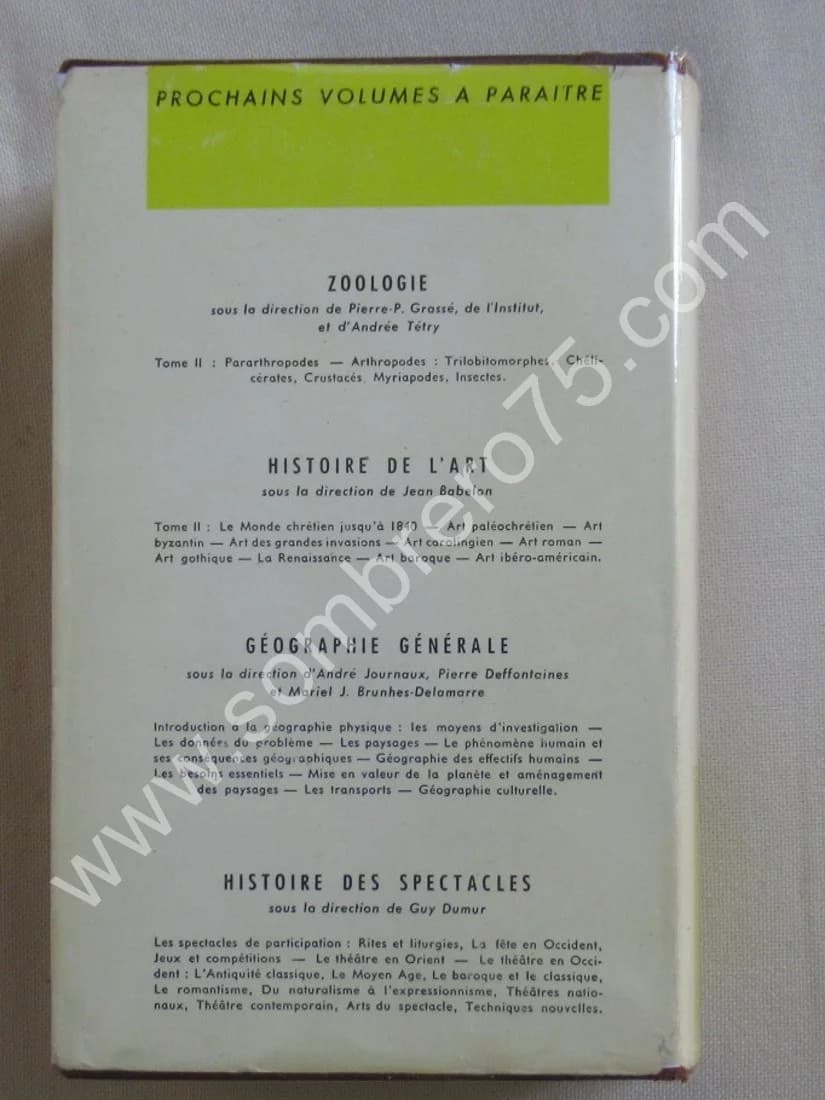 PROCHAINS VOLUMES A PARAITRE
ZOOLOGIE
sous la direction de Pierre-P. Grassé, de l'Institut,
et d'Andrée Tétry
Tome II : Pararthropodes — Arthropodes : Trilobitomorphes, Chéli-
cérates, Crustacés, Myriapodes, Insectes.
HISTOIRE DE L'ART
sous la direction de Jean Babelon
Tome II : Le Monde chrétien jusqu'à 1840 — Art paléochrétien — Art
byzantin — Art des grandes invasions — Art carolingien — Art roman —
Art gothique — La Renaissance — Art baroque — Art ibéro-américain.
GÉOGRAPHIE GÉNÉRALE
sous la direction d'André Journaux, Pierre Deffontaines
et Mariel J. Brunhes-Delamarre
Introduction a la géographie physique : les moyens d'investigation —
Les données du problème — Les paysages — Le phénomène humain et
ses conséquences géographiques — Géographie des effectifs humains —
Les besoins essentiels — Mise en valeur de la planète et aménagement
des paysages — Les transports — Géographie culturelle.
HISTOIRE DES SPECTACLES
sous la direction de Guy Dumur
Les spectacles de participation : Rites et liturgies, La fête en Occident,
Jeux et compétitions — Le théâtre en Orient — Le théâtre en Occi-
dent : L'Antiquité classique, Le Moyen Age, Le baroque et le classique,
Le romantisme, Du naturalisme à l'expressionnisme, Théâtres natio-
naux, Théâtre contemporain, Arts du spectacle, Techniques nouvelles.
www.sombrero75.com